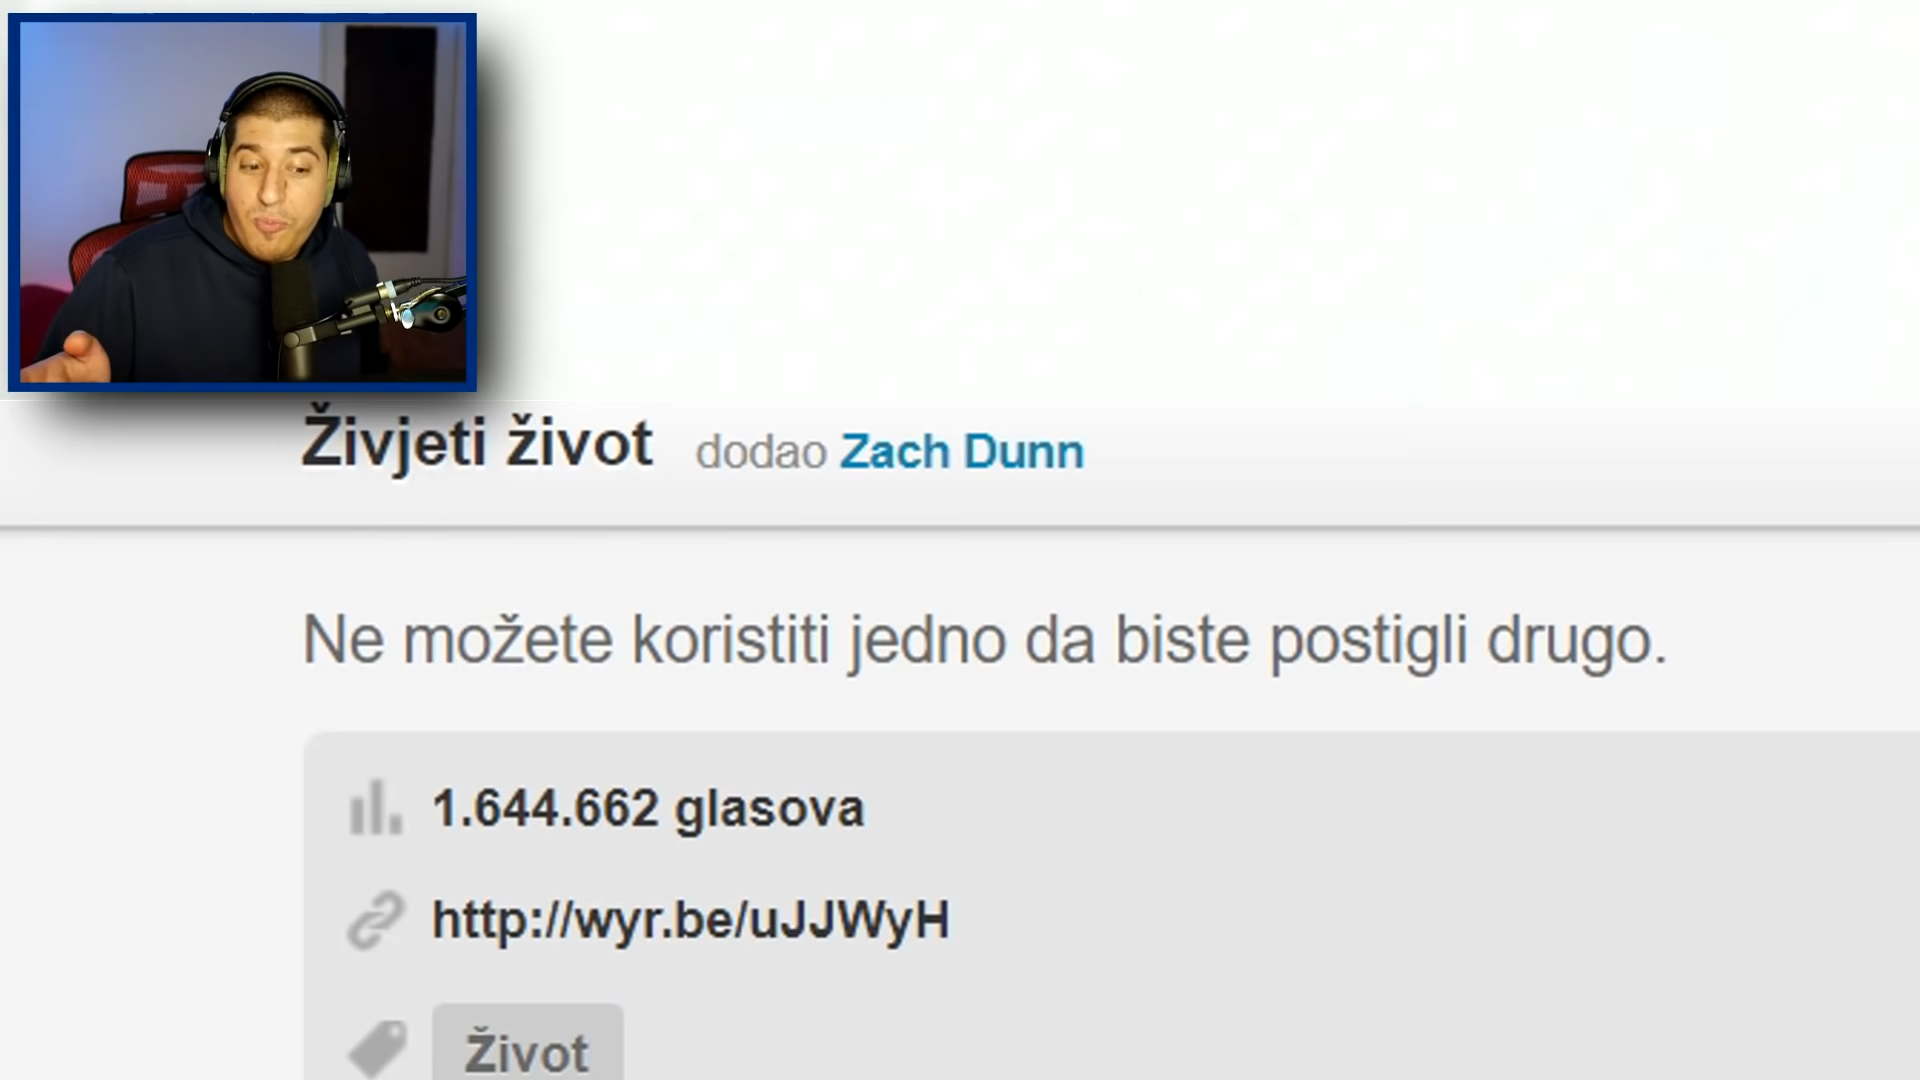 Živjeti život dodao Zach Dunn
Ne možete koristiti jedno da biste postigli drugo.
1.644.662 glasova
http://wyr.be/uJJWyH
Život